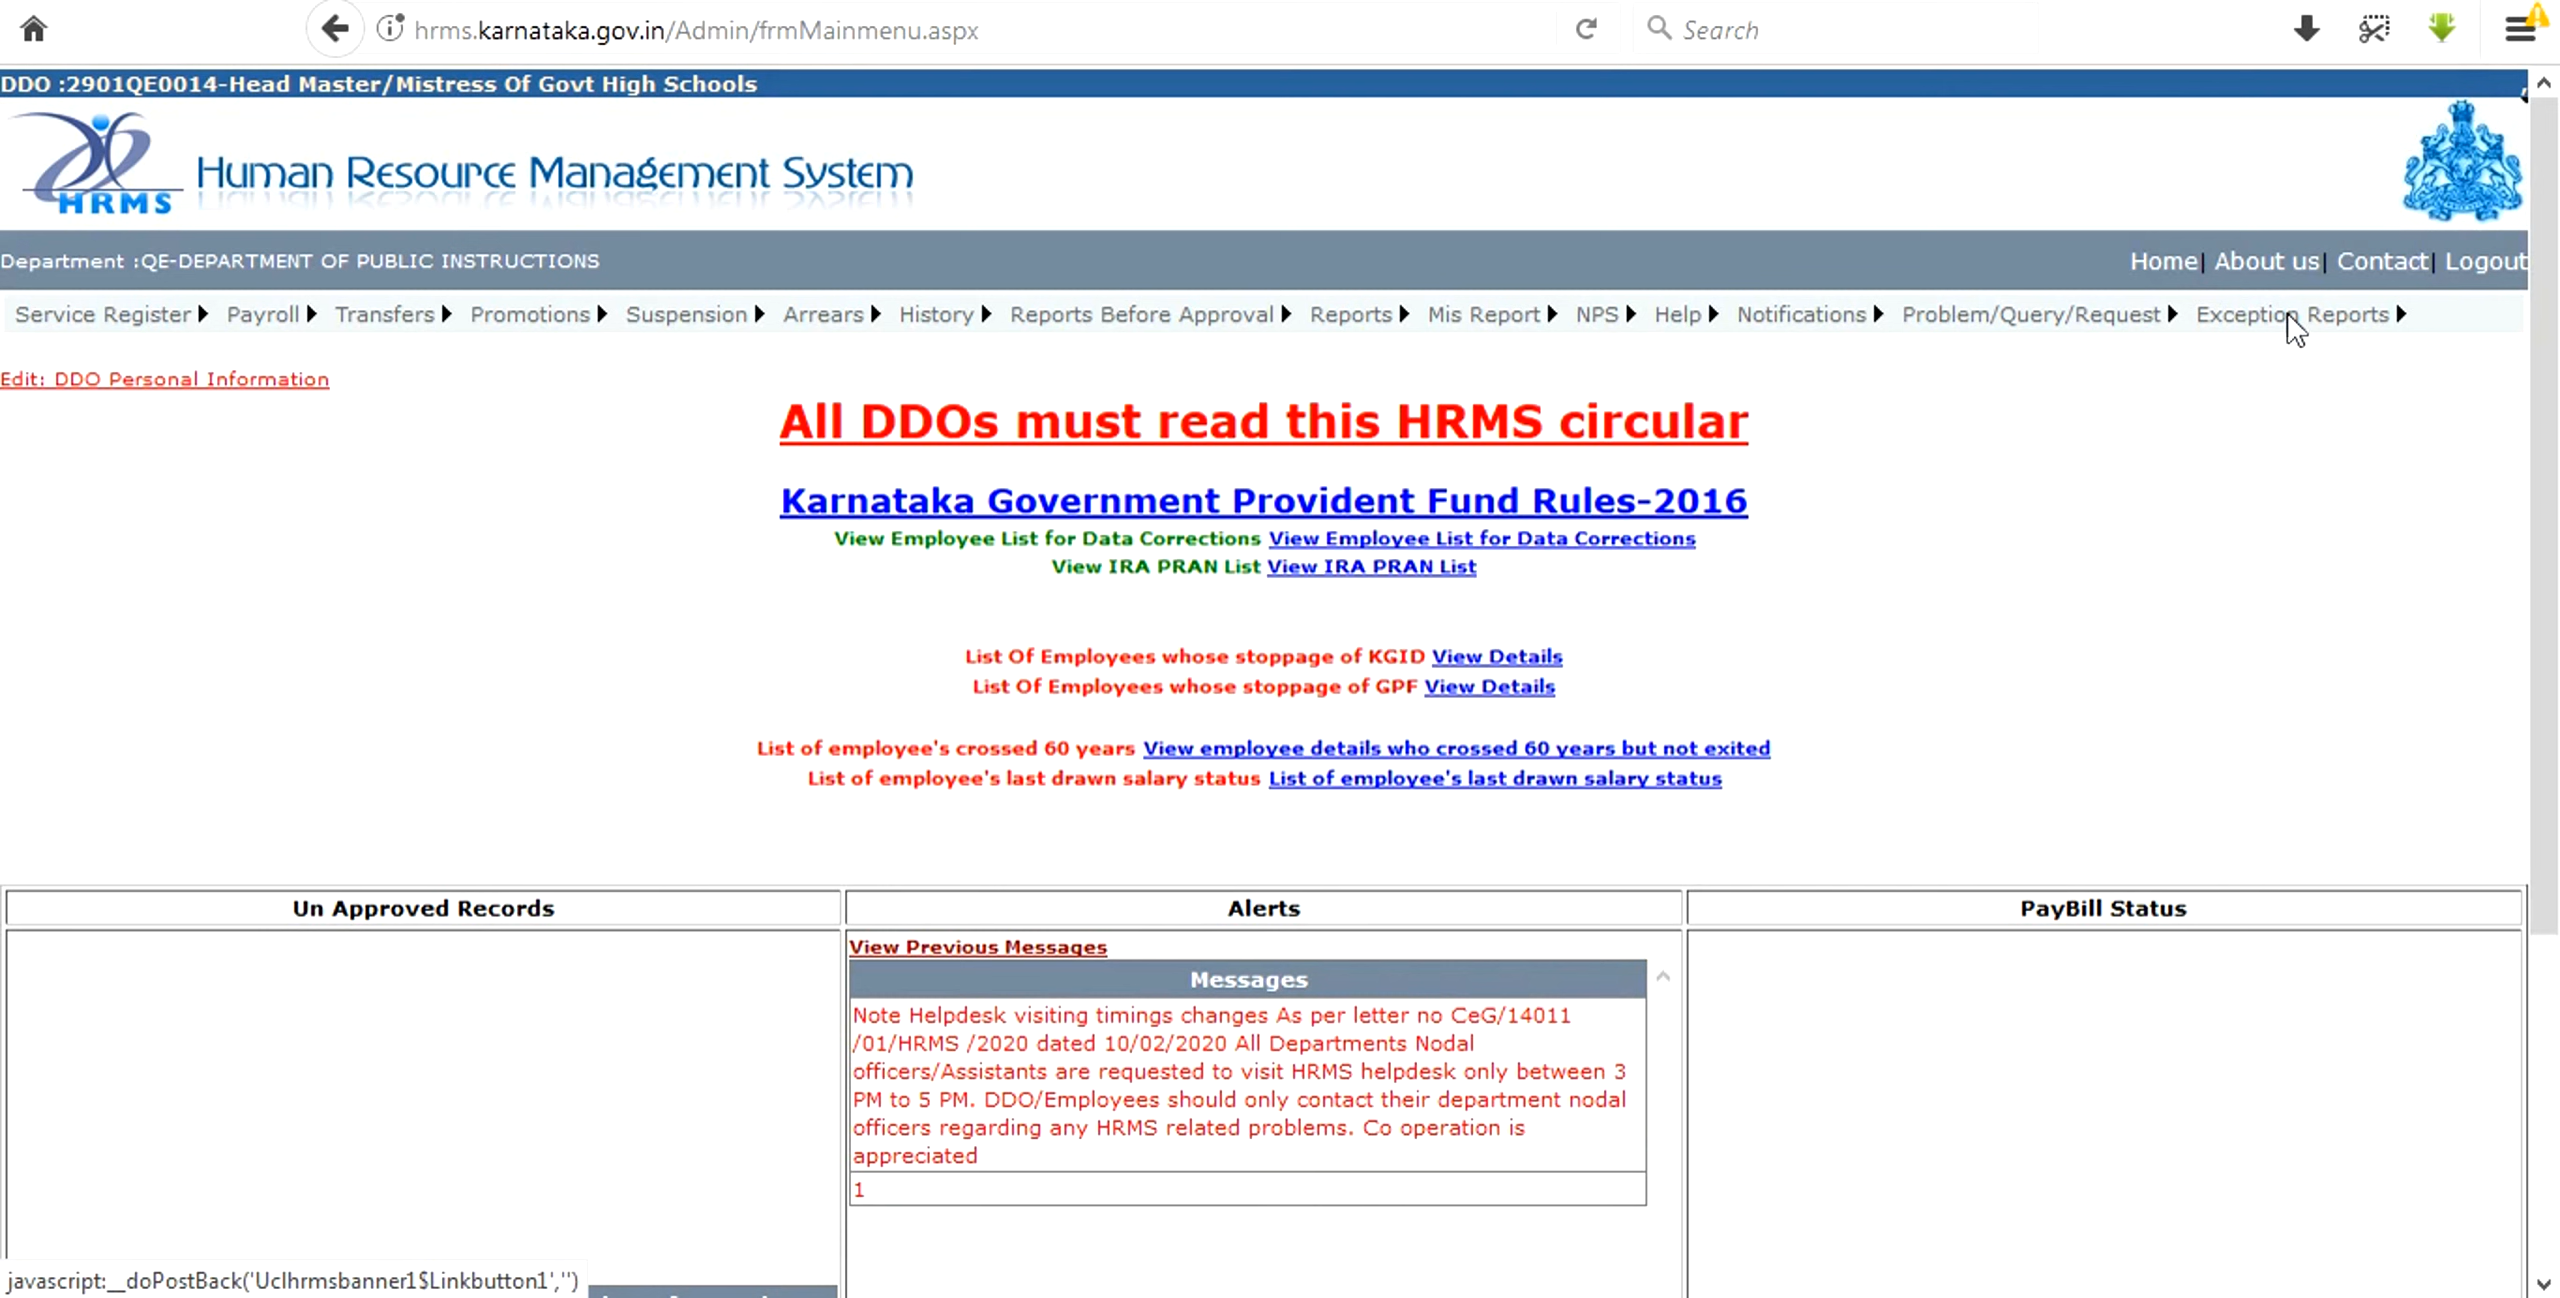 hrms.karnataka.gov.in/Admin/frmMainmenu.aspx
Search
DDO :2901QE0014-Head Master/Mistress Of Govt High Schools
HRMS
Human Resource Management System
Department :QE-DEPARTMENT OF PUBLIC INSTRUCTIONS
Home| About us| Contact| Logout
Service Register Payroll Transfers Promotions Suspension Arrears History Reports Before Approval Reports Mis Report NPS Help Notifications Problem/Query/Request Exception Reports
Edit: DDO Personal Information
All DDOs must read this HRMS circular
Karnataka Government Provident Fund Rules-2016
View Employee List for Data Corrections View Employee List for Data Corrections
View IRA PRAN List View IRA PRAN List
List Of Employees whose stoppage of KGID View Details
List Of Employees whose stoppage of GPF View Details
List of employee's crossed 60 years View employee details who crossed 60 years but not exited
List of employee's last drawn salary status List of employee's last drawn salary status
Un Approved Records
Alerts
PayBill Status
View Previous Messages
Messages
Note Helpdesk visiting timings changes As per letter no CeG/14011
/01/HRMS /2020 dated 10/02/2020 All Departments Nodal
officers/Assistants are requested to visit HRMS helpdesk only between 3
PM to 5 PM. DDO/Employees should only contact their department nodal
officers regarding any HRMS related problems. Co operation is
appreciated
1
javascript:__doPostBack('Uclhrmsbanner1$Linkbutton1','')